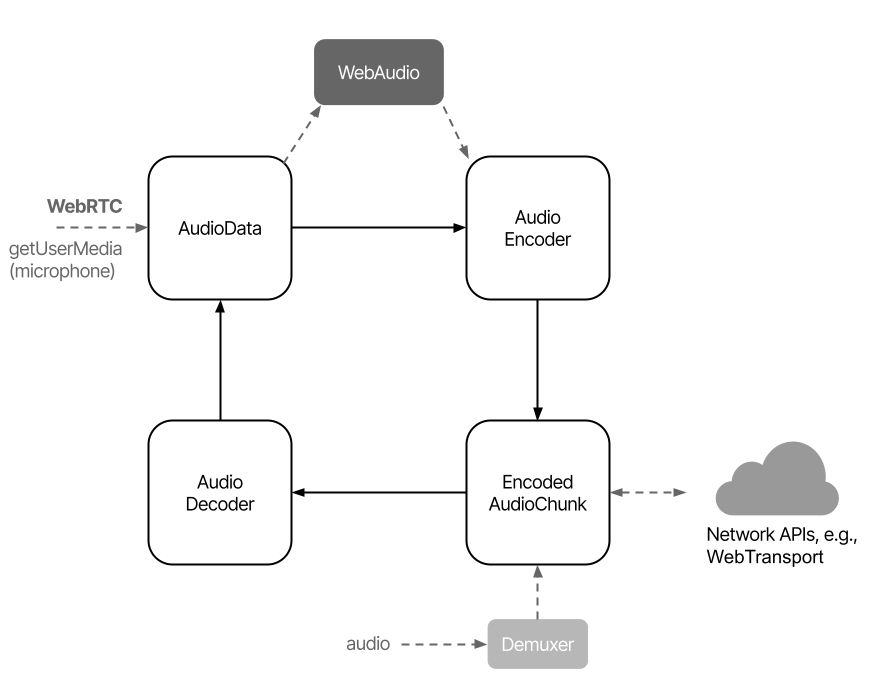 WebAudio
WebRTC
getUserMedia
(microphone)
AudioData
Audio
Encoder
Audio
Decoder
Encoded
AudioChunk
Network APIs, e.g.,
WebTransport
audio
Demuxer